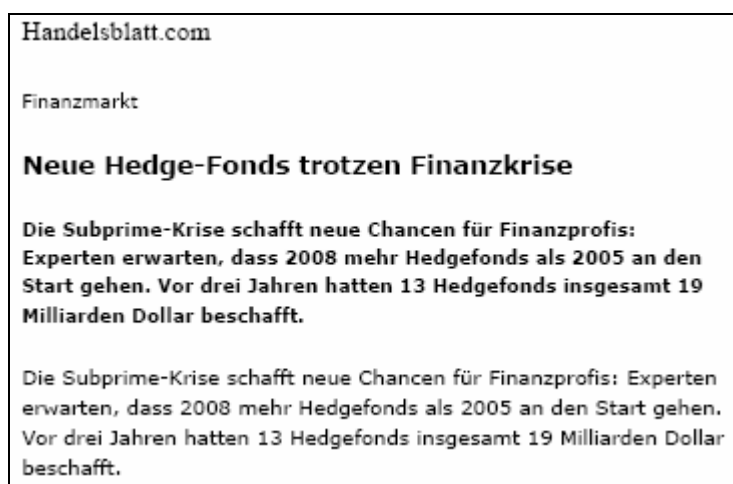 Handelsblatt.com
Finanzmarkt
Neue Hedge-Fonds trotzen Finanzkrise
Die Subprime-Krise schafft neue Chancen für Finanzprofis:
Experten erwarten, dass 2008 mehr Hedgefonds als 2005 an den
Start gehen. Vor drei Jahren hatten 13 Hedgefonds insgesamt 19
Milliarden Dollar beschafft.
Die Subprime-Krise schafft neue Chancen für Finanzprofis: Experten
erwarten, dass 2008 mehr Hedgefonds als 2005 an den Start gehen.
Vor drei Jahren hatten 13 Hedgefonds insgesamt 19 Milliarden Dollar
beschafft.